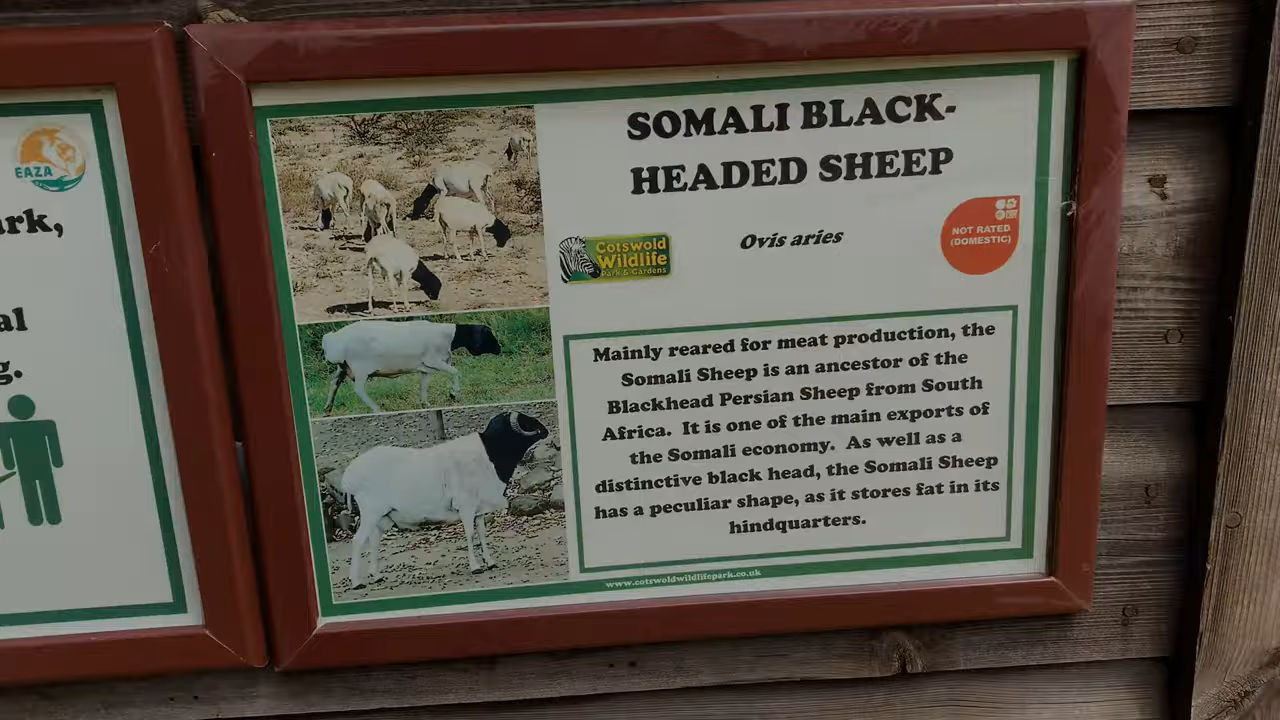 EAZA
ark,
al
g.
SOMALI BLACK-
HEADED SHEEP
Ovis aries
Cotswold
Wildlife
Park & Gardens
NOT RATED
(DOMESTIC)
Mainly reared for meat production, the
Somali Sheep is an ancestor of the
Blackhead Persian Sheep from South
Africa. It is one of the main exports of
the Somali economy. As well as a
distinctive black head, the Somali Sheep
has a peculiar shape, as it stores fat in its
hindquarters.
www.cotswoldwildlifepark.co.uk